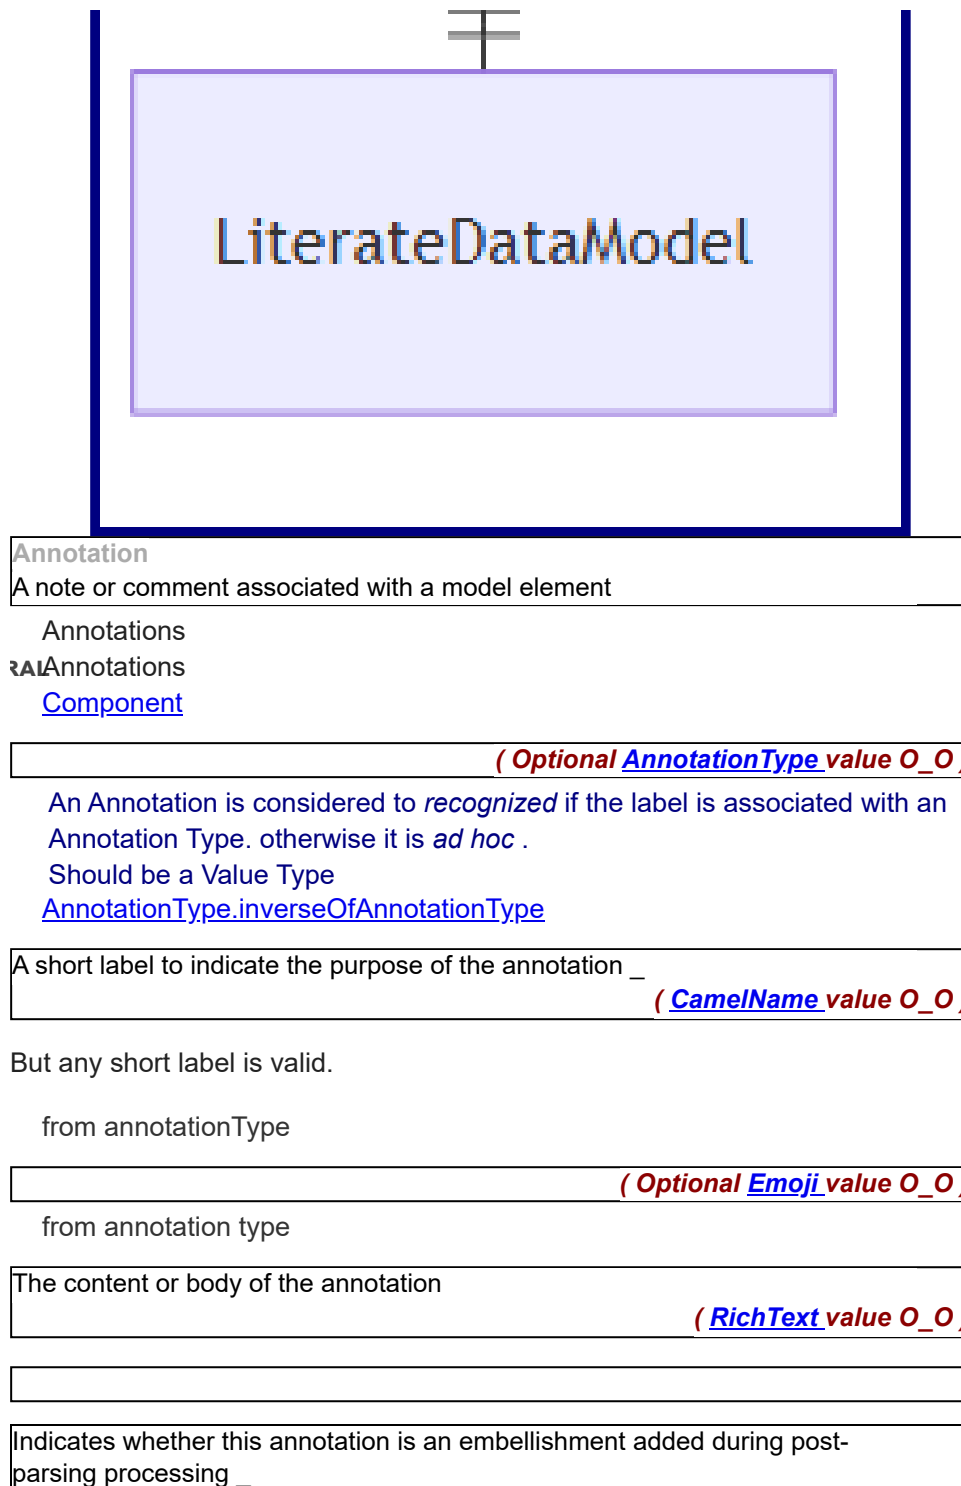 LiterateDataModel
Annotation
A note or comment associated with a model element
Annotations
RAL Annotations
Component
( Optional AnnotationType value O_O )
An Annotation is considered to recognized if the label is associated with an
Annotation Type. otherwise it is ad hoc .
Should be a Value Type
AnnotationType.inverseOfAnnotationType
A short label to indicate the purpose of the annotation _
( CamelName value O_O )
But any short label is valid.
from annotationType
( Optional Emoji value O_O )
from annotation type
The content or body of the annotation
( RichText value O_O )
Indicates whether this annotation is an embellishment added during post-
parsing processing _